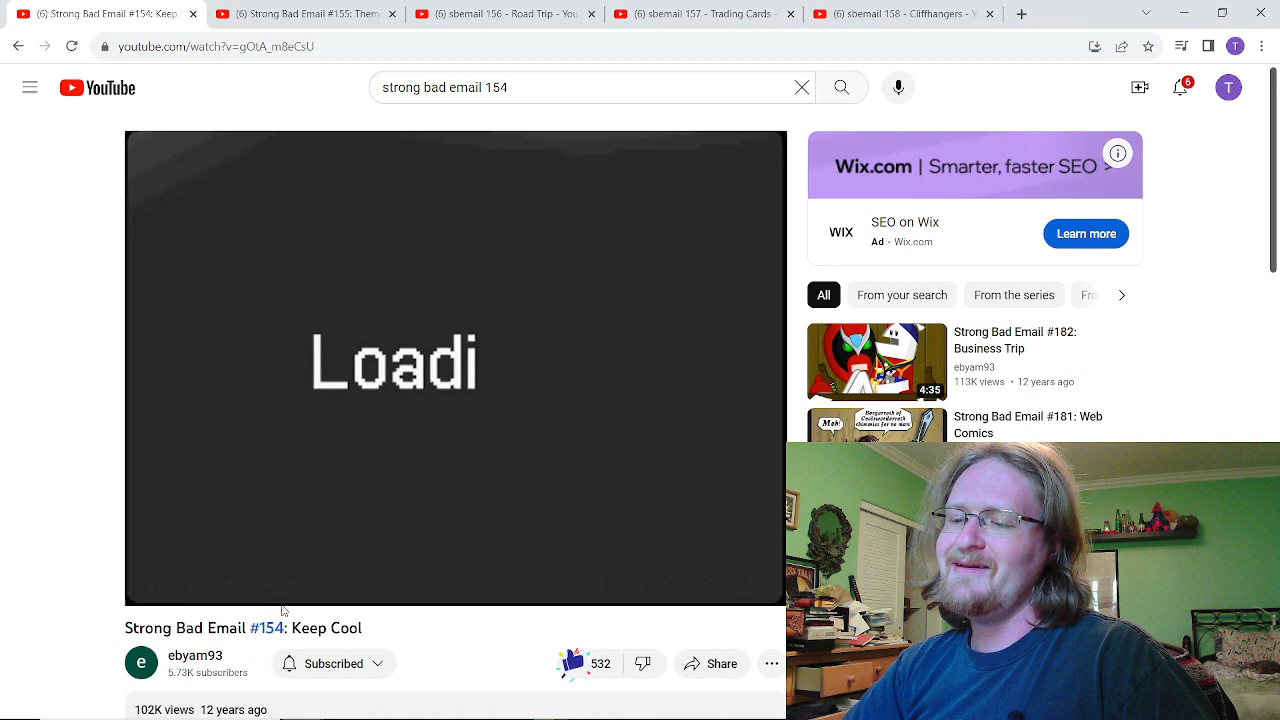 (6) Strong Bad Email #154: Keep
(6) Strong Bad Email #155: Them
(6) sbemail 156 - Road Trip - You
(6) sbemail 157 - Trading Cards -
(6) sbemail 158 - Cliffhangers - Y
youtube.com/watch?v=gOtA_m8eCsU
T
YouTube
strong bad email 154
6
T
Loadi
Wix.com | Smarter, faster SEO >
WIX
SEO on Wix
Ad · Wix.com
Learn more
All
From your search
From the series
Fro
Strong Bad Email #182:
Business Trip
ebyam93
113K views • 12 years ago
4:35
Strong Bad Email #181: Web
Comics
Meh!
Strong Bad Email #154: Keep Cool
e
ebyam93
5.73K subscribers
Subscribed
532
Share
102K views 12 years ago